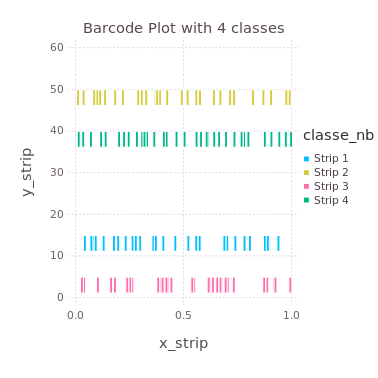 Barcode Plot with 4 classes
60
50
40
30
20
10
0
y_strip
0.0
0.5
1.0
x_strip
classe_nb
Strip 1
Strip 2
Strip 3
Strip 4